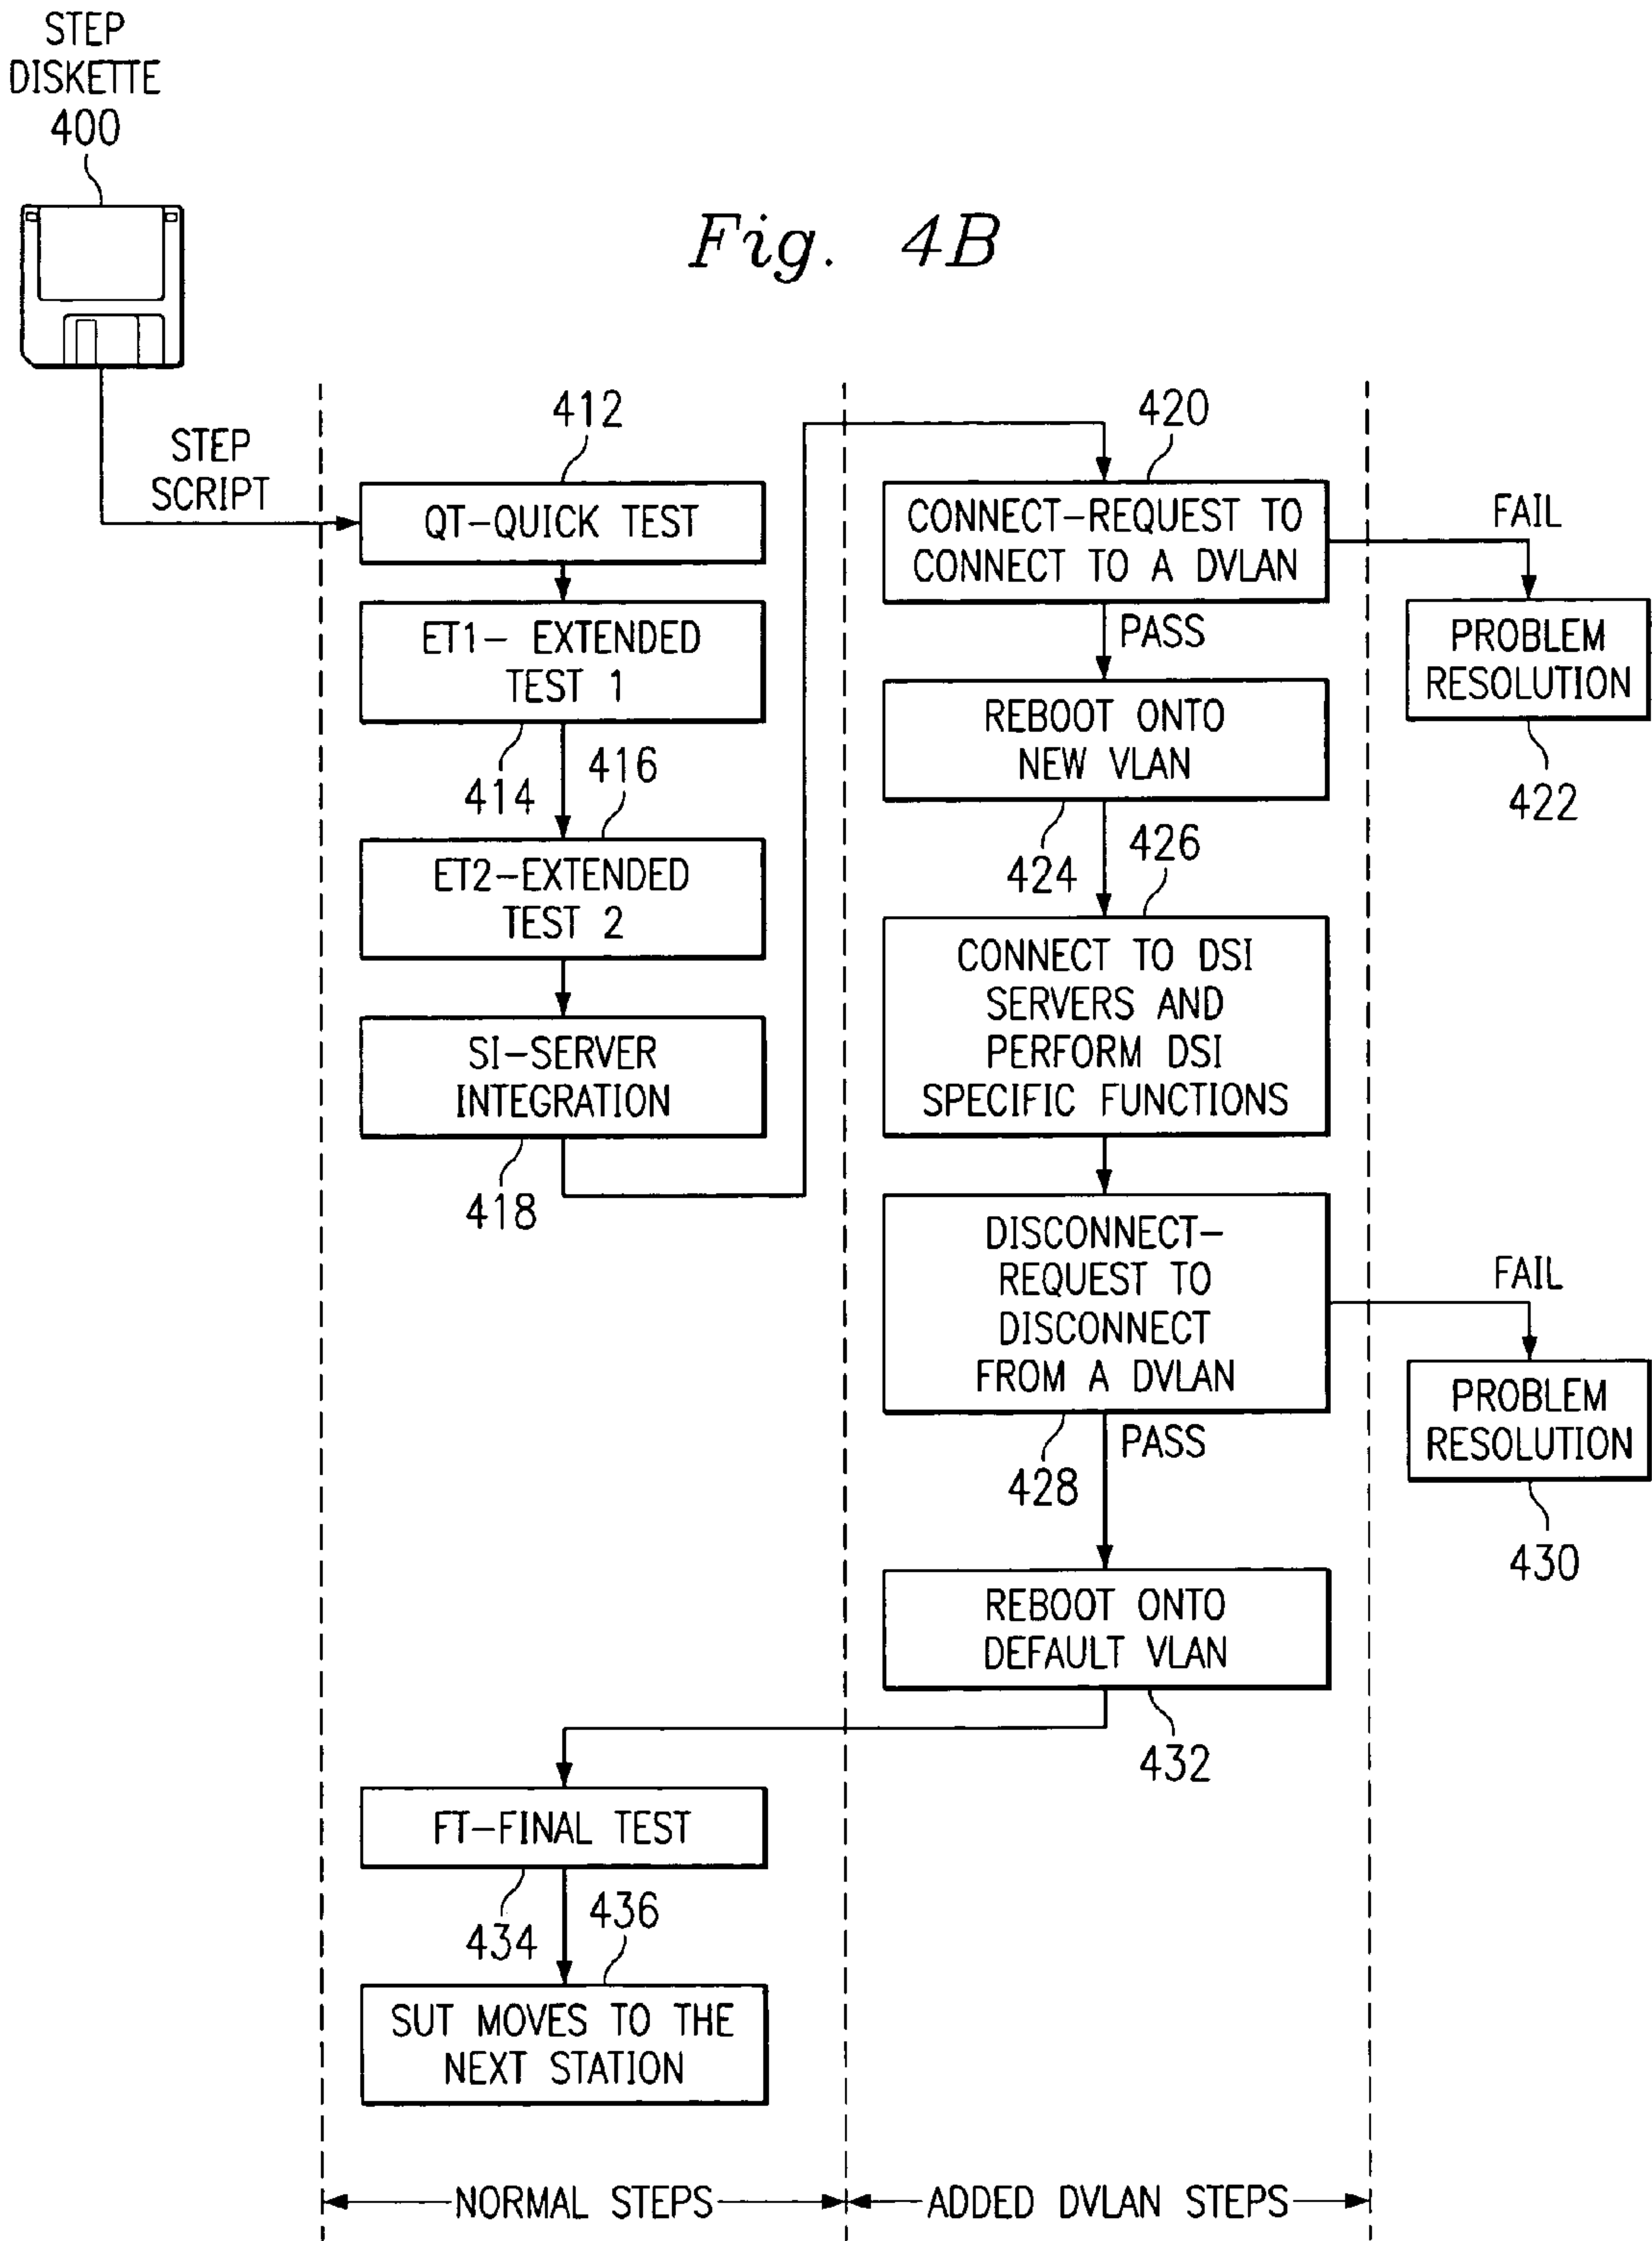 STEP
DISKETTE
400
Fig. 4B
STEP
SCRIPT
412
QT-QUICK TEST
ET1- EXTENDED
TEST 1
414
416
ET2-EXTENDED
TEST 2
SI-SERVER
INTEGRATION
418
420
CONNECT-REQUEST TO
CONNECT TO A DVLAN
FAIL
PROBLEM
RESOLUTION
422
PASS
REBOOT ONTO
NEW VLAN
424
426
CONNECT TO DSI
SERVERS AND
PERFORM DSI
SPECIFIC FUNCTIONS
DISCONNECT-
REQUEST TO
DISCONNECT
FROM A DVLAN
FAIL
PROBLEM
RESOLUTION
430
428
PASS
REBOOT ONTO
DEFAULT VLAN
432
FT-FINAL TEST
434
436
SUT MOVES TO THE
NEXT STATION
NORMAL STEPS
ADDED DVLAN STEPS